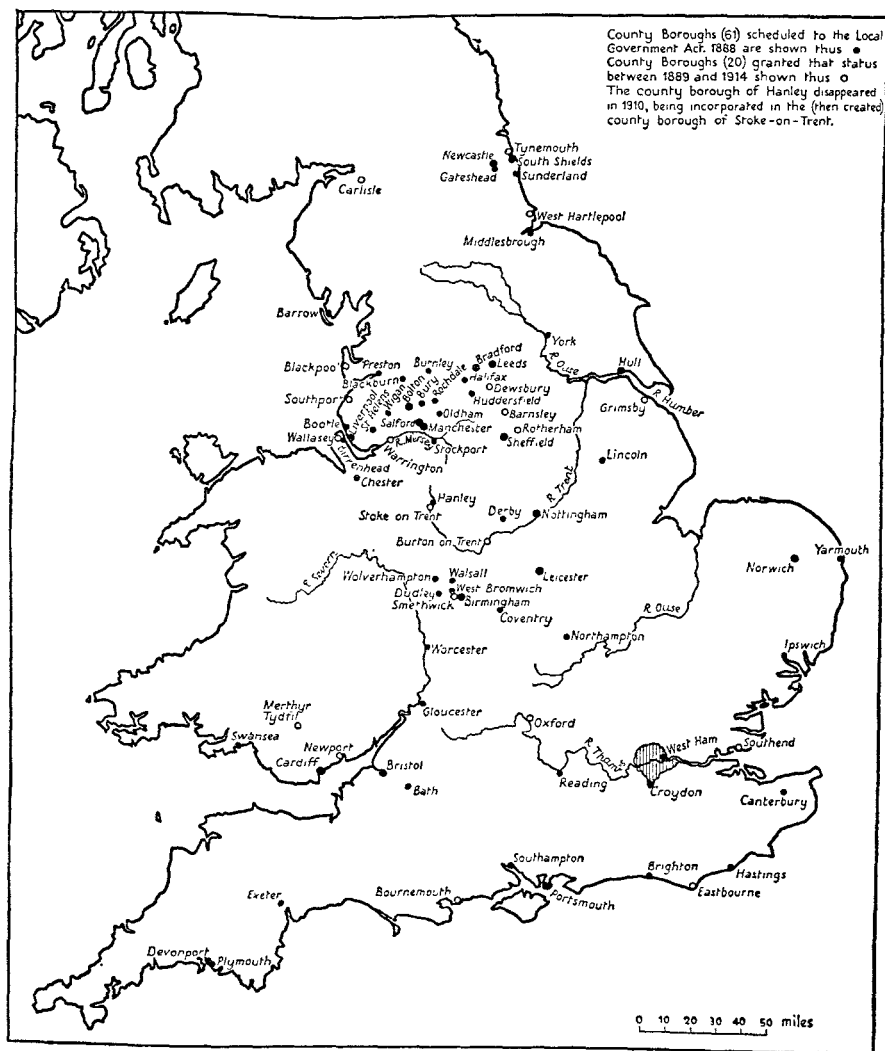 County Boroughs (61) scheduled to the Local
Government Act. 1888 are shown thus
County Boroughs (20) granted that status
between 1889 and 1914 shown thus
The county borough of Hanley disappeared
in 1910, being incorporated in the (then created)
county borough of Stoke-on-Trent.
Tynemouth
Newcastle
South Shields
Gateshead
Sunderland
Carlisle
West Hartlepool
Middlesbrough
Barrow
York
R. Ouse
Hull
R. Humber
Grimsby
Blackpoo
Preston
Burnley
Bradford
Leeds
Blackburn
Halifax
Dewsbury
Huddersfield
Southport
Liverpool
St Helens
Wigan
Bolton
Bury
Rochdale
Oldham
Barnsley
Rotherham
Sheffield
Bootle
Salford
Manchester
Wallasey
R. Mersey
Stockport
Warrington
Birkenhead
Chester
Lincoln
R. Trent
Hanley
Stoke on Trent
Derby
Nottingham
Burton on Trent
R. Severn
Wolverhampton
Walsall
Leicester
West Bromwich
Dudley
Smethwick
Birmingham
Coventry
Norwich
Yarmouth
R. Ouse
Northampton
Worcester
Ipswich
Merthyr
Tydfil
Gloucester
Oxford
Swansea
Newport
Cardiff
Bristol
Bath
R. Thames
Reading
West Ham
Southend
Croydon
Canterbury
Southampton
Brighton
Hastings
Eastbourne
Bournemouth
Portsmouth
Exeter
Devonport
Plymouth
0 10 20 30 40 50 miles